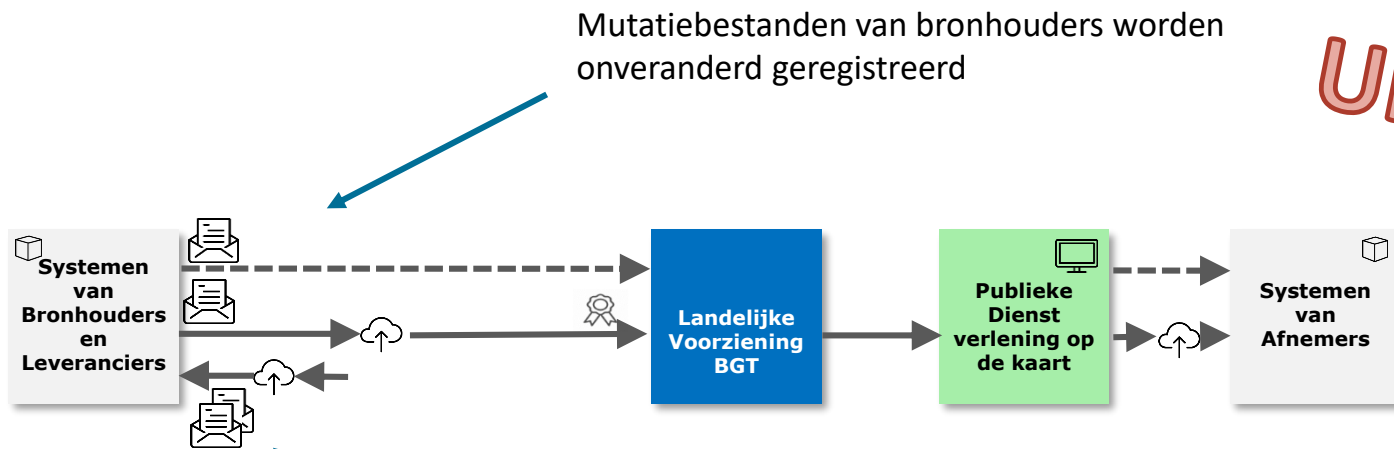 Mutatiebestanden van bronhouders worden
onveranderd geregistreerd
Systemen
van
Bronhouders
en
Leveranciers
Landelijke
Voorziening
BGT
Publieke
Dienst
verlening op
de kaart
Systemen
van
Afnemers